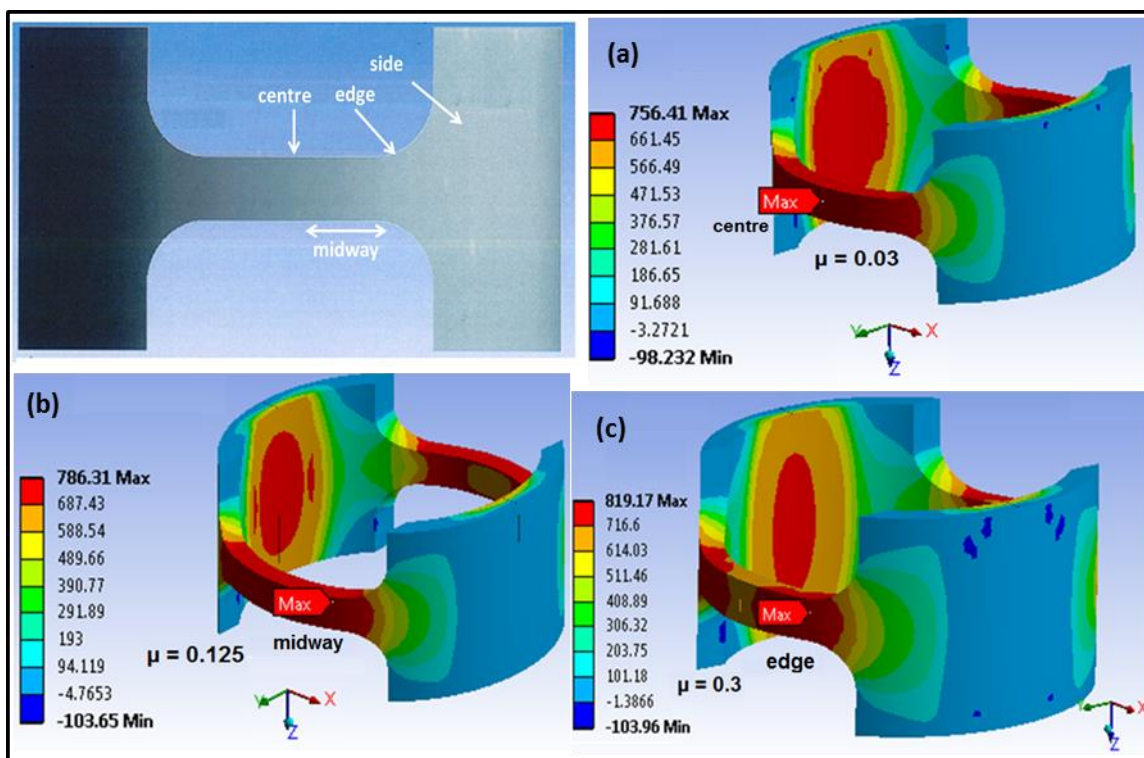 side
centre
edge
midway
(a)
756.41 Max
661.45
566.49
471.53
376.57
281.61
186.65
91.688
-3.2721
-98.232 Min
Max
centre
μ = 0.03
Y
X
Z
(b)
786.31 Max
687.43
588.54
489.66
390.77
291.89
193
94.119
-4.7653
-103.65 Min
Max
midway
μ = 0.125
Y
X
Z
(c)
819.17 Max
716.6
614.03
511.46
408.89
306.32
203.75
101.18
-1.3866
-103.96 Min
Max
edge
μ = 0.3
Y
X
Z